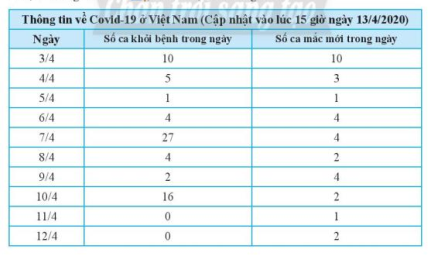 Thông tin về Covid-19 ở Việt Nam (Cập nhật vào lúc 15 giờ ngày 13/4/2020)
Ngày Số ca khỏi bệnh trong ngày Số ca mắc mới trong ngày
3/4 10 10
4/4 5 3
5/4 1 1
6/4 4 4
7/4 27 4
8/4 4 2
9/4 2 4
10/4 16 2
11/4 0 1
12/4 0 2